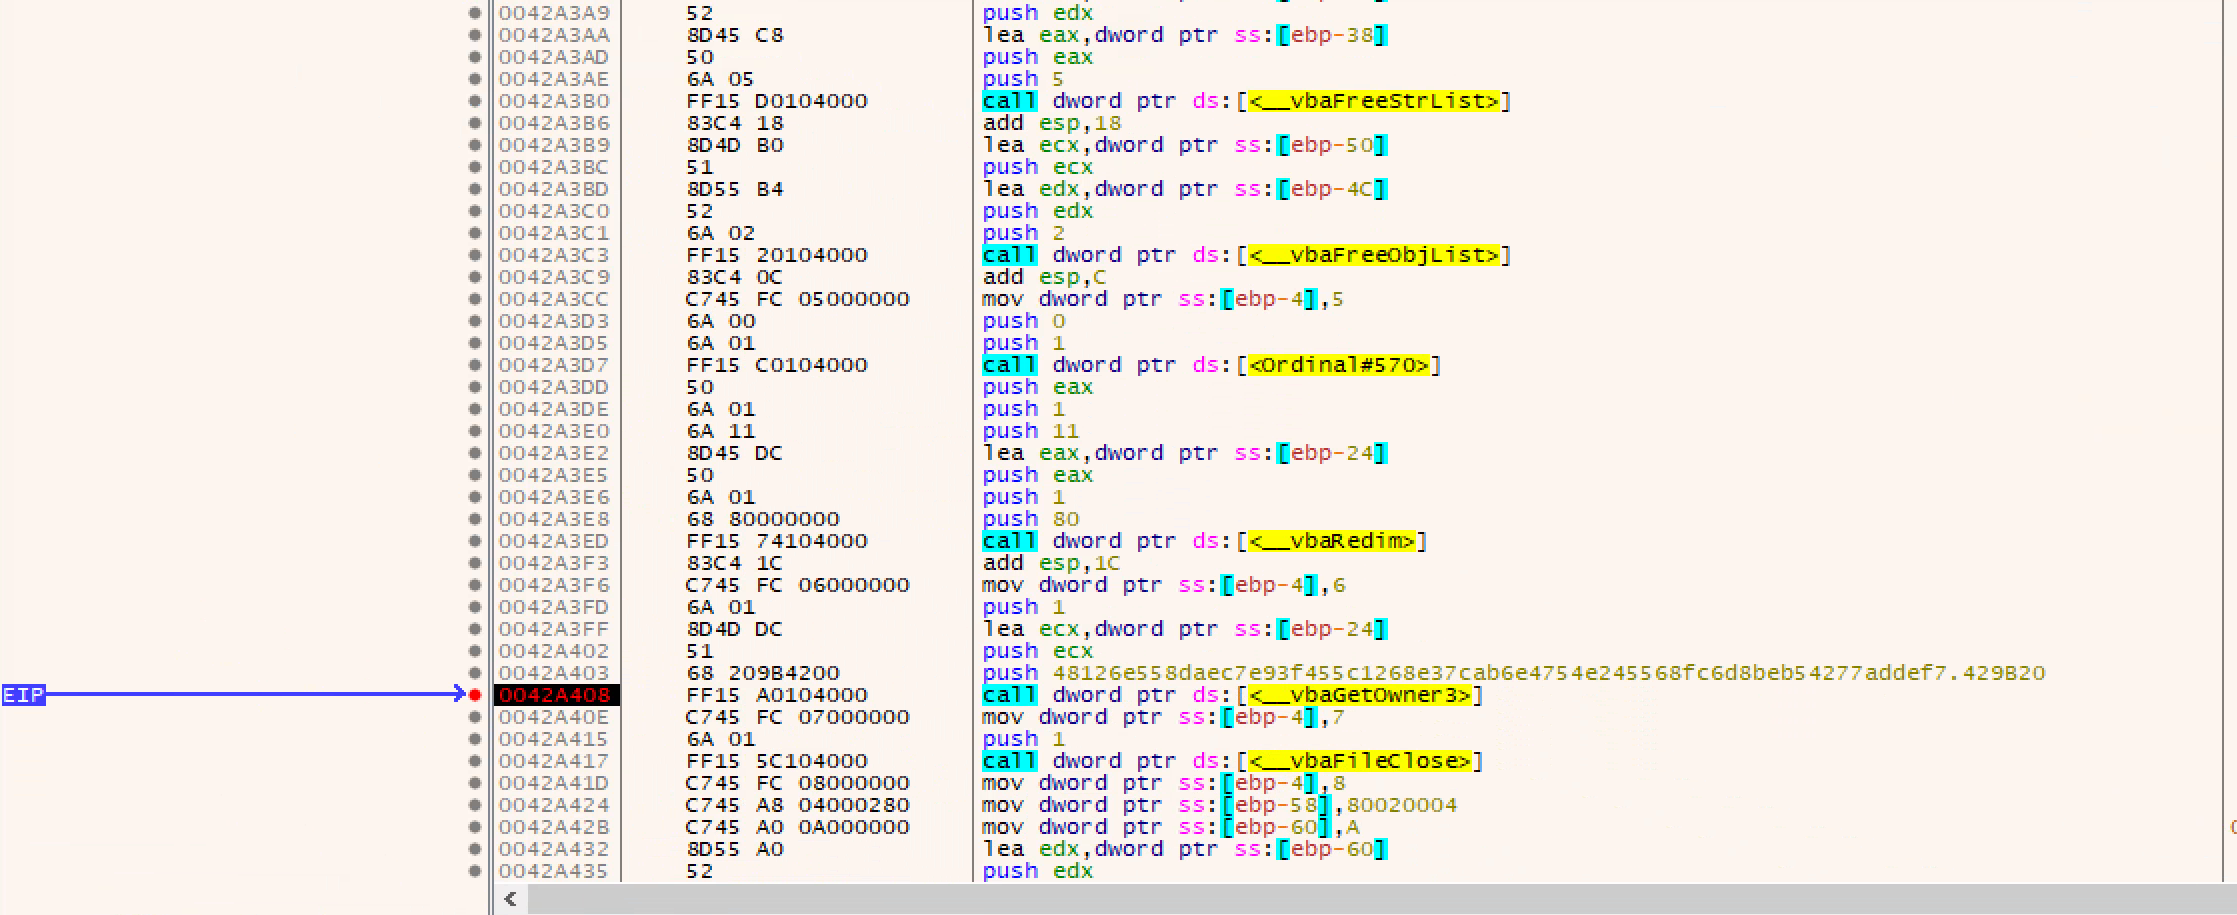 0042A3A9 52 push edx
0042A3AA 8D45 C8 lea eax,dword ptr ss:[ebp-38]
0042A3AD 50 push eax
0042A3AE 6A 05 push 5
0042A3B0 FF15 D0104000 call dword ptr ds:[<__vbaFreeStrList>]
0042A3B6 83C4 18 add esp,18
0042A3B9 8D4D B0 lea ecx,dword ptr ss:[ebp-50]
0042A3BC 51 push ecx
0042A3BD 8D55 B4 lea edx,dword ptr ss:[ebp-4C]
0042A3C0 52 push edx
0042A3C1 6A 02 push 2
0042A3C3 FF15 20104000 call dword ptr ds:[<__vbaFreeObjList>]
0042A3C9 83C4 0C add esp,C
0042A3CC C745 FC 05000000 mov dword ptr ss:[ebp-4],5
0042A3D3 6A 00 push 0
0042A3D5 6A 01 push 1
0042A3D7 FF15 C0104000 call dword ptr ds:[<Ordinal#570>]
0042A3DD 50 push eax
0042A3DE 6A 01 push 1
0042A3E0 6A 11 push 11
0042A3E2 8D45 DC lea eax,dword ptr ss:[ebp-24]
0042A3E5 50 push eax
0042A3E6 6A 01 push 1
0042A3E8 68 80000000 push 80
0042A3ED FF15 74104000 call dword ptr ds:[<__vbaRedim>]
0042A3F3 83C4 1C add esp,1C
0042A3F6 C745 FC 06000000 mov dword ptr ss:[ebp-4],6
0042A3FD 6A 01 push 1
0042A3FF 8D4D DC lea ecx,dword ptr ss:[ebp-24]
0042A402 51 push ecx
0042A403 68 209B4200 push 48126e558daec7e93f455c1268e37cab6e4754e245568fc6d8beb54277addef7.429B20
EIP 0042A408 FF15 A0104000 call dword ptr ds:[<__vbaGetOwner3>]
0042A40E C745 FC 07000000 mov dword ptr ss:[ebp-4],7
0042A415 6A 01 push 1
0042A417 FF15 5C104000 call dword ptr ds:[<__vbaFileClose>]
0042A41D C745 FC 08000000 mov dword ptr ss:[ebp-4],8
0042A424 C745 A8 04000280 mov dword ptr ss:[ebp-58],80020004
0042A42B C745 A0 0A000000 mov dword ptr ss:[ebp-60],A
0042A432 8D55 A0 lea edx,dword ptr ss:[ebp-60]
0042A435 52 push edx